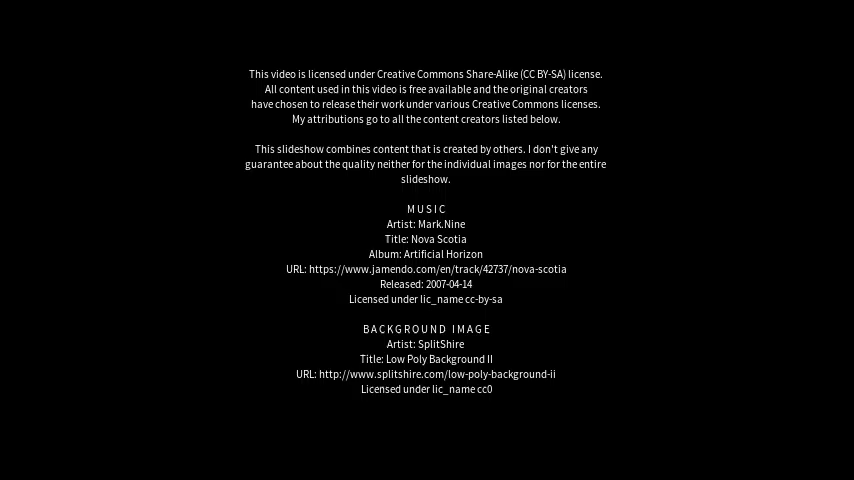 This video is licensed under Creative Commons Share-Alike (CC BY-SA) license.
All content used in this video is free available and the original creators
have chosen to release their work under various Creative Commons licenses.
My attributions go to all the content creators listed below.
This slideshow combines content that is created by others. I don't give any
guarantee about the quality neither for the individual images nor for the entire
slideshow.
MUSIC
Artist: Mark.Nine
Title: Nova Scotia
Album: Artificial Horizon
URL: https://www.jamendo.com/en/track/42737/nova-scotia
Released: 2007-04-14
Licensed under lic_name cc-by-sa
BACKGROUND IMAGE
Artist: SplitShire
Title: Low Poly Background II
URL: http://www.splitshire.com/low-poly-background-ii
Licensed under lic_name cc0